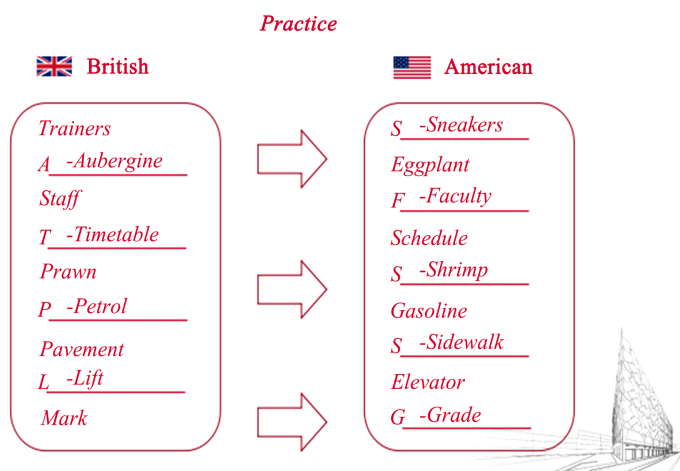 Practice
British
American
Trainers
A -Aubergine
Staff
T -Timetable
Prawn
P -Petrol
Pavement
L -Lift
Mark
S -Sneakers
Eggplant
F -Faculty
Schedule
S -Shrimp
Gasoline
S -Sidewalk
Elevator
G -Grade